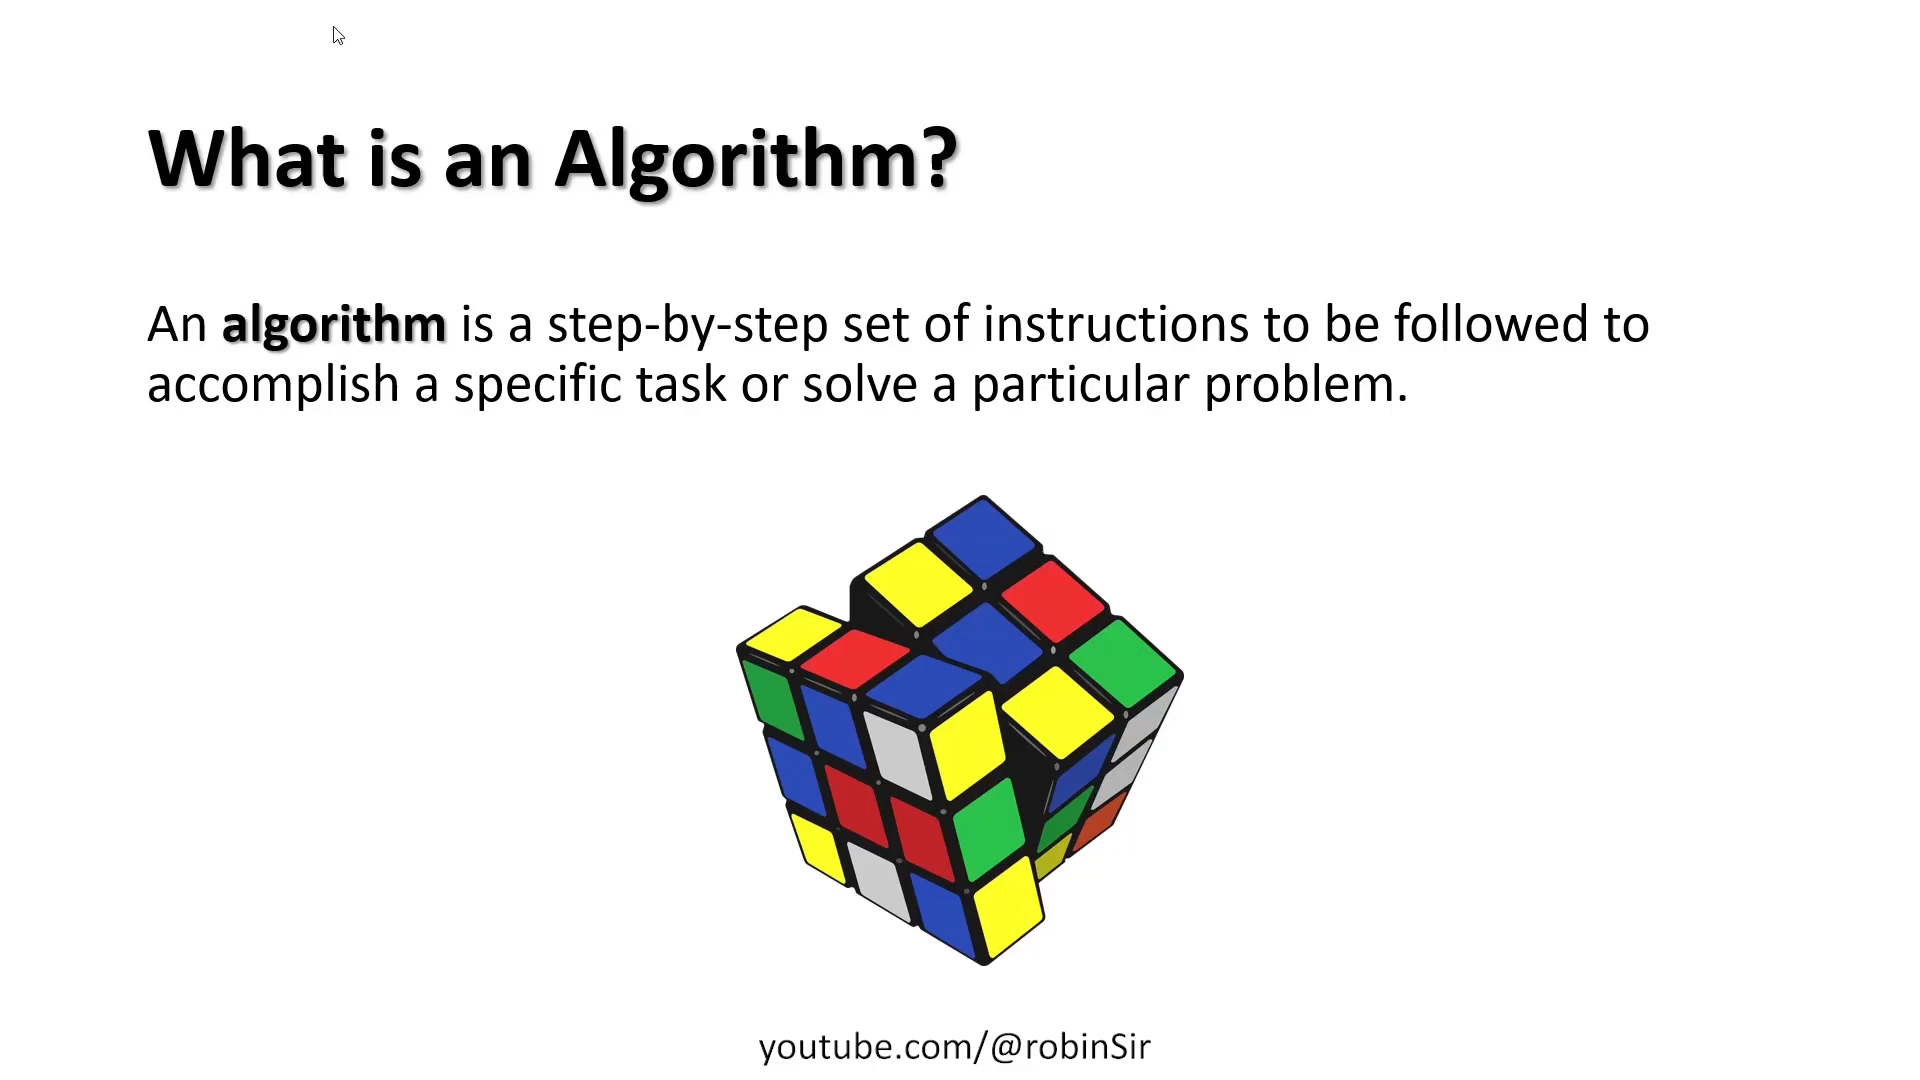 What is an Algorithm?
An algorithm is a step-by-step set of instructions to be followed to
accomplish a specific task or solve a particular problem.
youtube.com/@robinSir